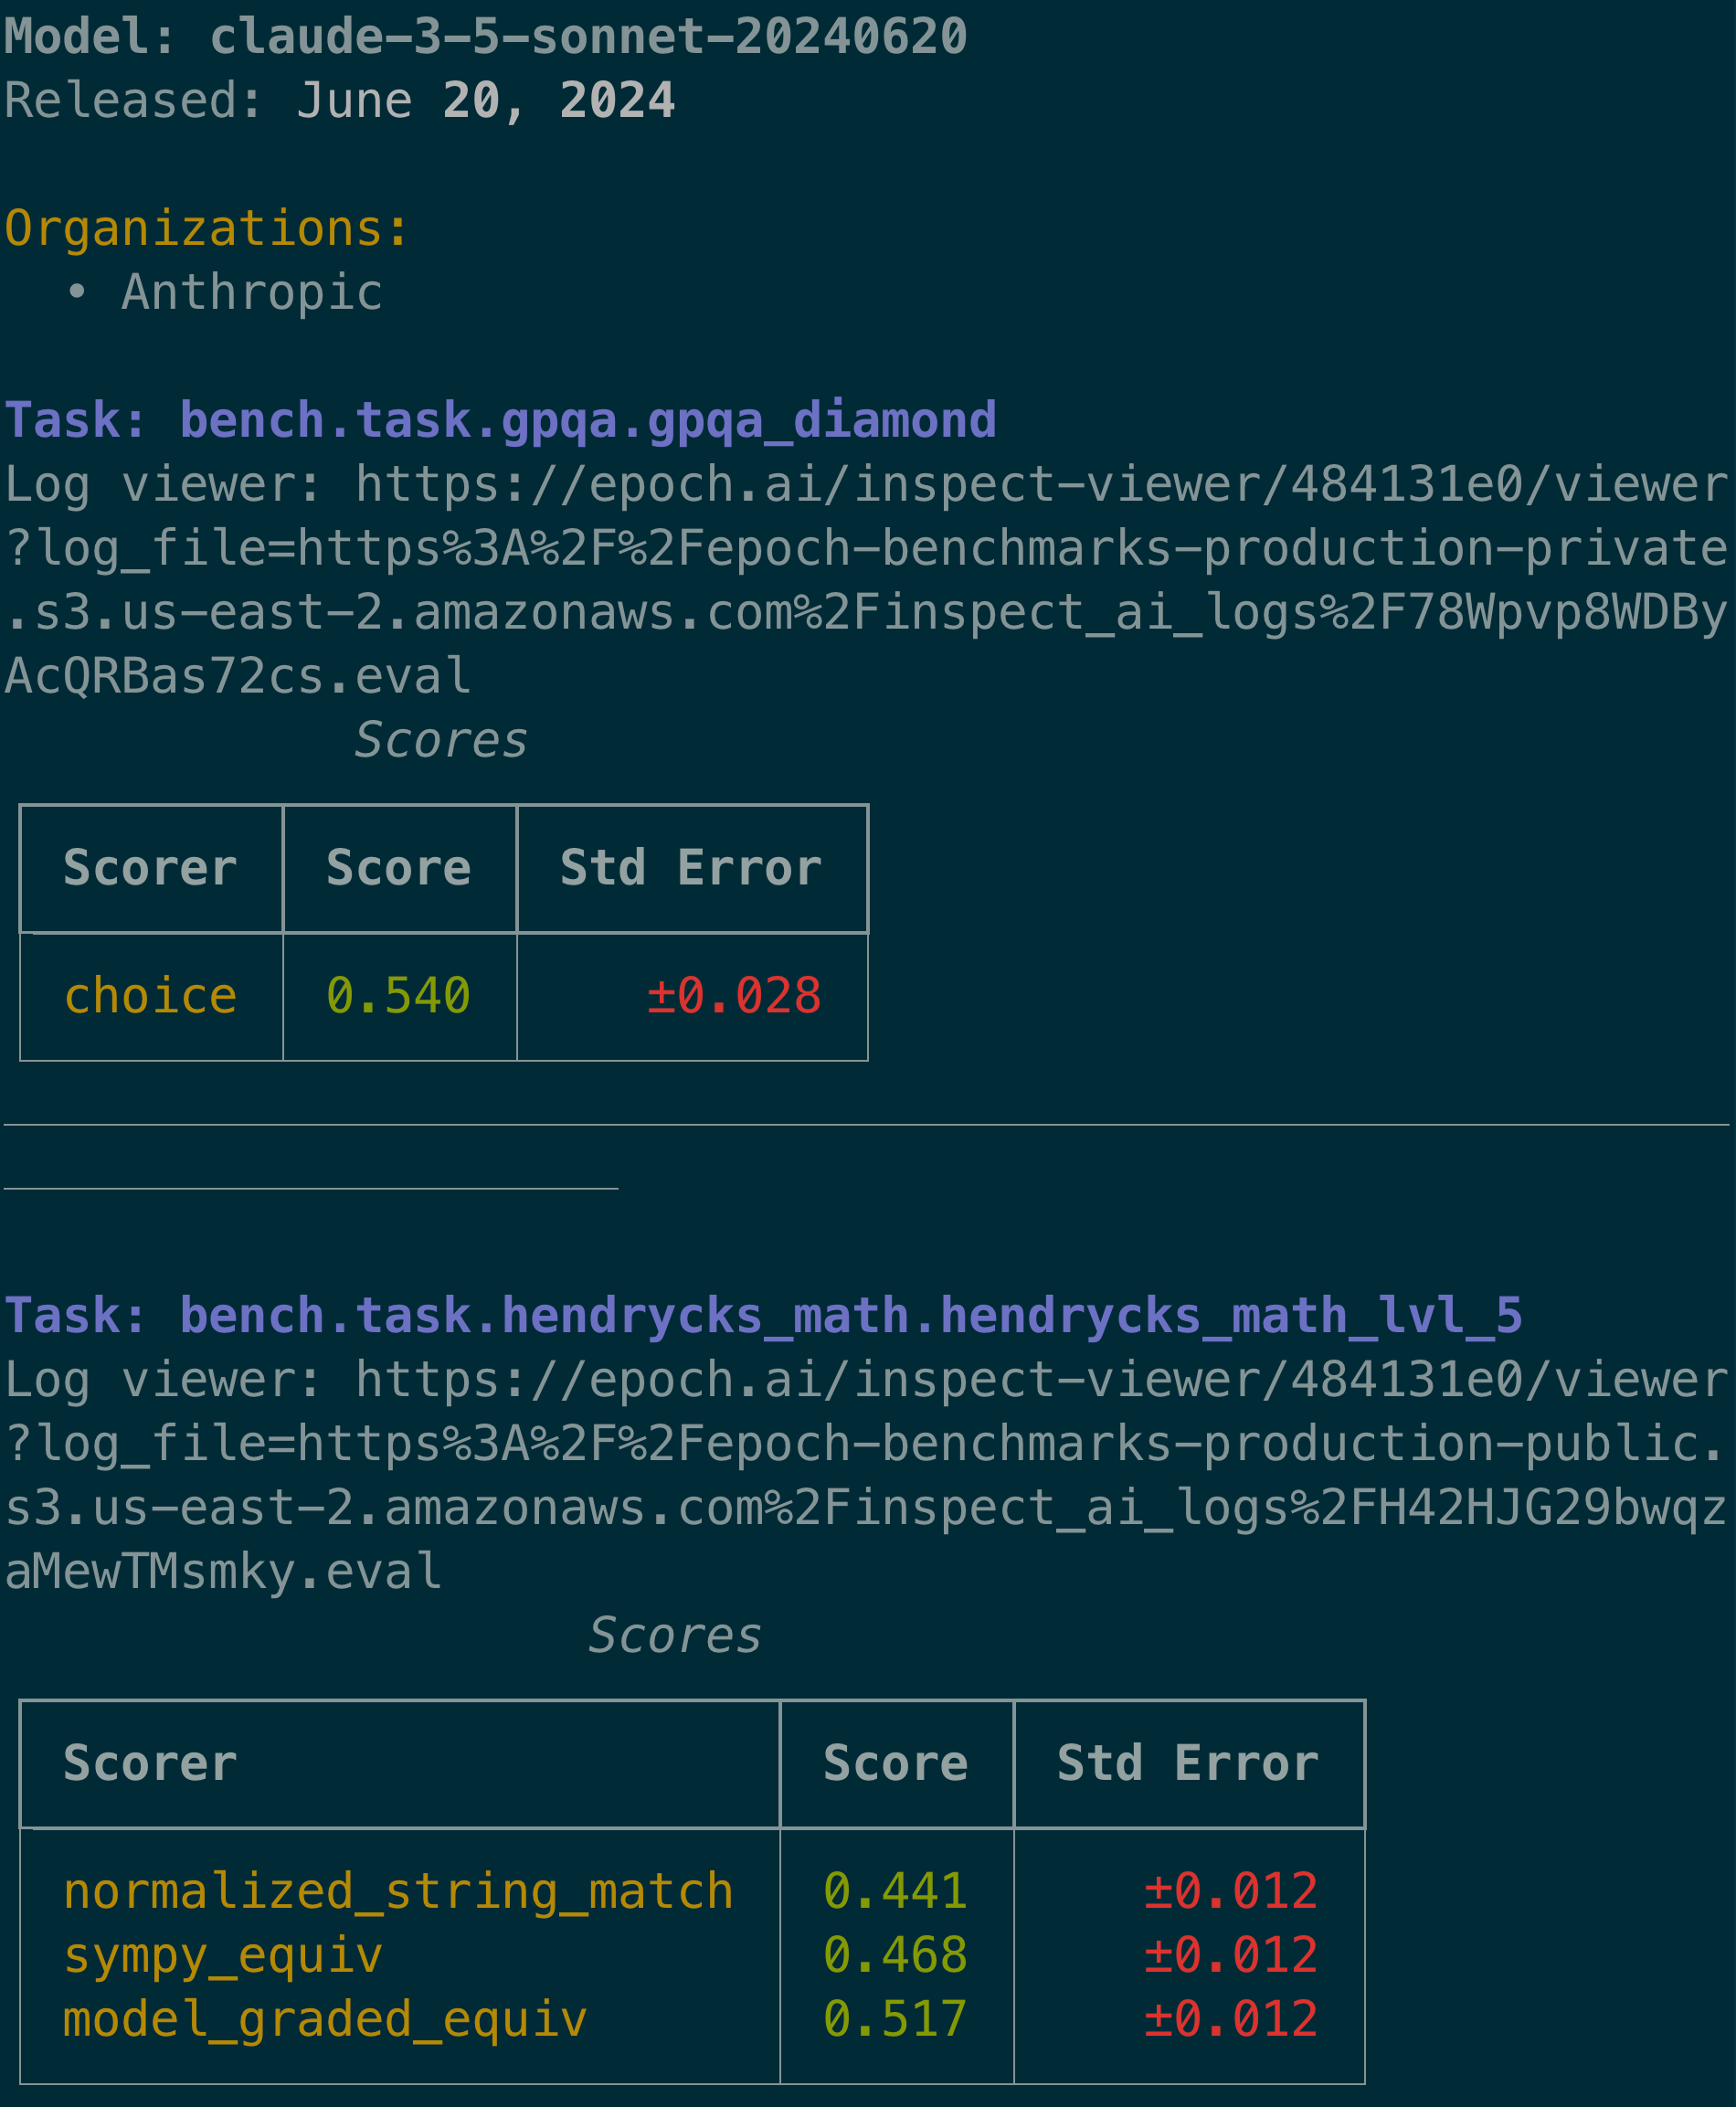 Model: claude-3-5-sonnet-20240620
Released: June 20, 2024
Organizations:
• Anthropic
Task: bench.task.gpqa.gpqa_diamond
Log viewer: https://epoch.ai/inspect-viewer/484131e0/viewer
?log_file=https%3A%2F%2Fepoch-benchmarks-production-private
.s3.us-east-2.amazonaws.com%2Finspect_ai_logs%2F78Wpvp8WDBy
AcQRBas72cs.eval
Scores
Scorer Score Std Error
choice 0.540 ±0.028
Task: bench.task.hendrycks_math.hendrycks_math_lvl_5
Log viewer: https://epoch.ai/inspect-viewer/484131e0/viewer
?log_file=https%3A%2F%2Fepoch-benchmarks-production-public.
s3.us-east-2.amazonaws.com%2Finspect_ai_logs%2FH42HJG29bwqz
aMewTMsmky.eval
Scores
Scorer Score Std Error
normalized_string_match 0.441 ±0.012
sympy_equiv 0.468 ±0.012
model_graded_equiv 0.517 ±0.012